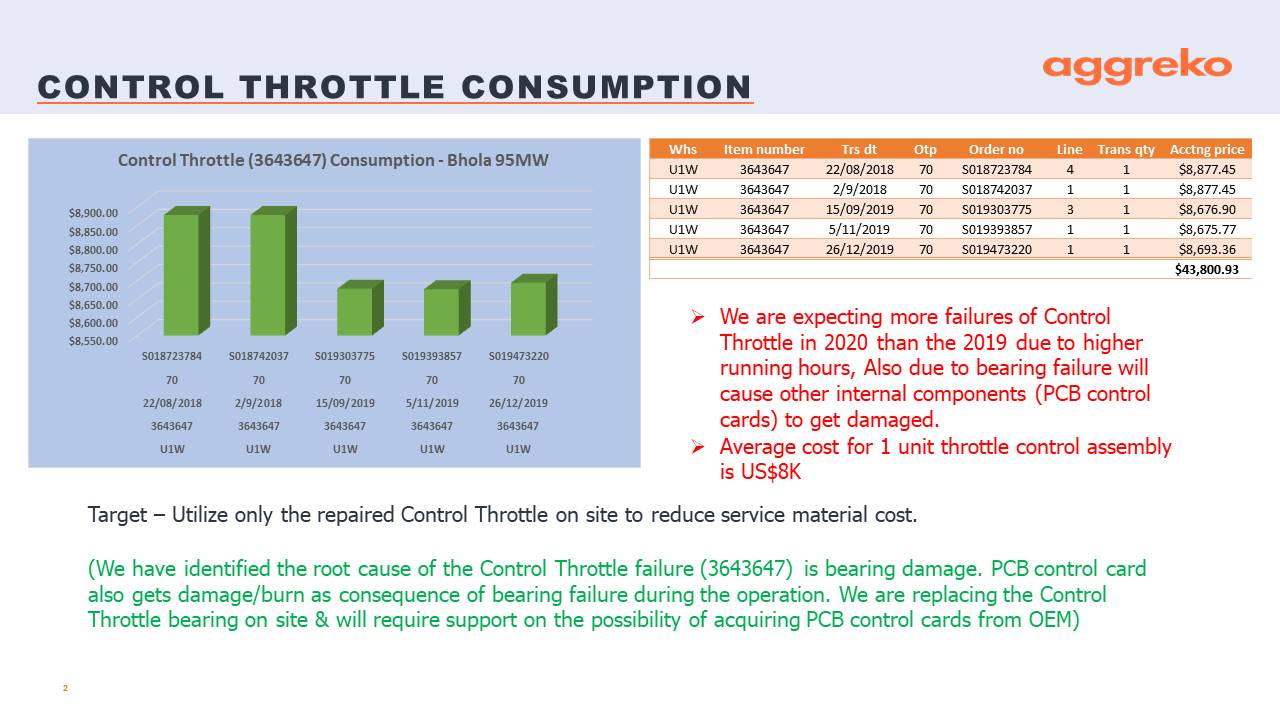 CONTROL THROTTLE CONSUMPTION
aggreko
Control Throttle (3643647) Consumption - Bhola 95MW
$8,900.00
$8,850.00
$8,800.00
$8,750.00
$8,700.00
$8,650.00
$8,600.00
$8,550.00
S018723784 S018742037 S019303775 S019393857 S019473220
70 70 70 70 70
22/08/2018 2/9/2018 15/09/2019 5/11/2019 26/12/2019
3643647 3643647 3643647 3643647 3643647
U1W U1W U1W U1W U1W
Whs Item number Trs dt Otp Order no Line Trans qty Acctng price
U1W 3643647 22/08/2018 70 S018723784 4 1 $8,877.45
U1W 3643647 2/9/2018 70 S018742037 1 1 $8,877.45
U1W 3643647 15/09/2019 70 S019303775 3 1 $8,676.90
U1W 3643647 5/11/2019 70 S019393857 1 1 $8,675.77
U1W 3643647 26/12/2019 70 S019473220 1 1 $8,693.36
$43,800.93
➢ We are expecting more failures of Control
Throttle in 2020 than the 2019 due to higher
running hours, Also due to bearing failure will
cause other internal components (PCB control
cards) to get damaged.
➢ Average cost for 1 unit throttle control assembly
is US$8K
Target – Utilize only the repaired Control Throttle on site to reduce service material cost.
(We have identified the root cause of the Control Throttle failure (3643647) is bearing damage. PCB control card
also gets damage/burn as consequence of bearing failure during the operation. We are replacing the Control
Throttle bearing on site & will require support on the possibility of acquiring PCB control cards from OEM)
2